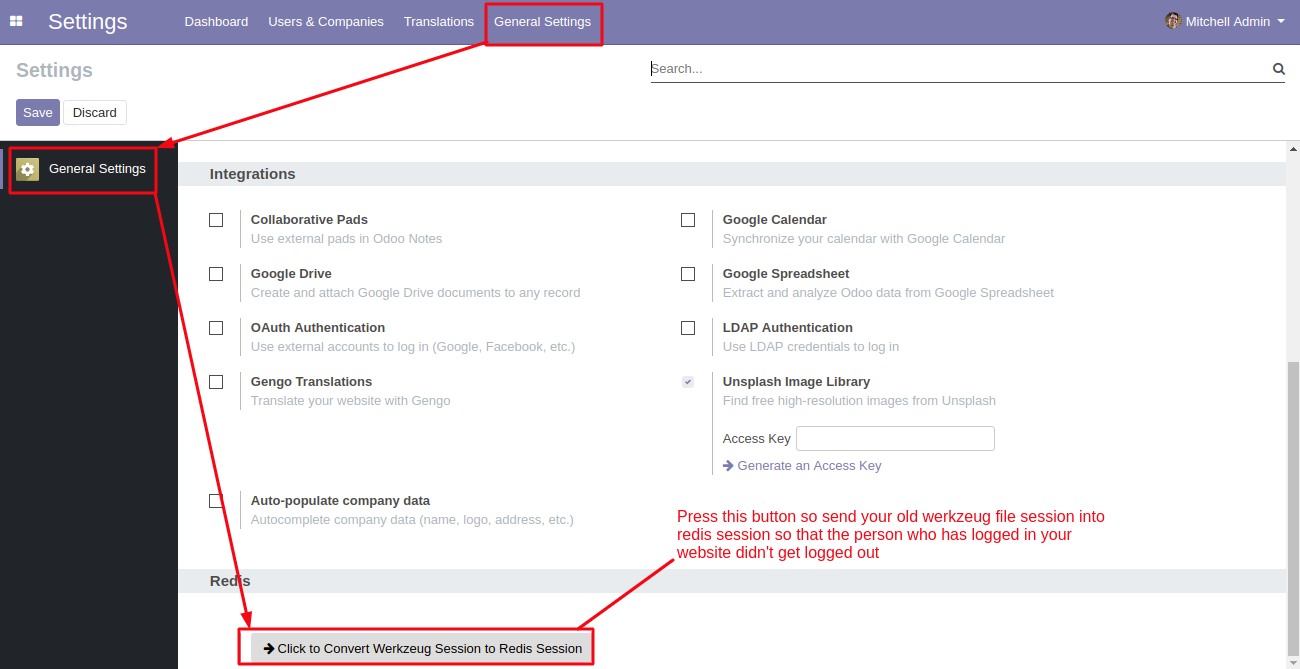 Settings Dashboard Users & Companies Translations General Settings Mitchell Admin
Settings
Search...
Save Discard
General Settings
Integrations
Collaborative Pads
Use external pads in Odoo Notes
Google Calendar
Synchronize your calendar with Google Calendar
Google Drive
Create and attach Google Drive documents to any record
Google Spreadsheet
Extract and analyze Odoo data from Google Spreadsheet
OAuth Authentication
Use external accounts to log in (Google, Facebook, etc.)
LDAP Authentication
Use LDAP credentials to log in
Gengo Translations
Translate your website with Gengo
Unsplash Image Library
Find free high-resolution images from Unsplash
Access Key
Generate an Access Key
Auto-populate company data
Autocomplete company data (name, logo, address, etc.)
Press this button so send your old werkzeug file session into
redis session so that the person who has logged in your
website didn't get logged out
Redis
Click to Convert Werkzeug Session to Redis Session